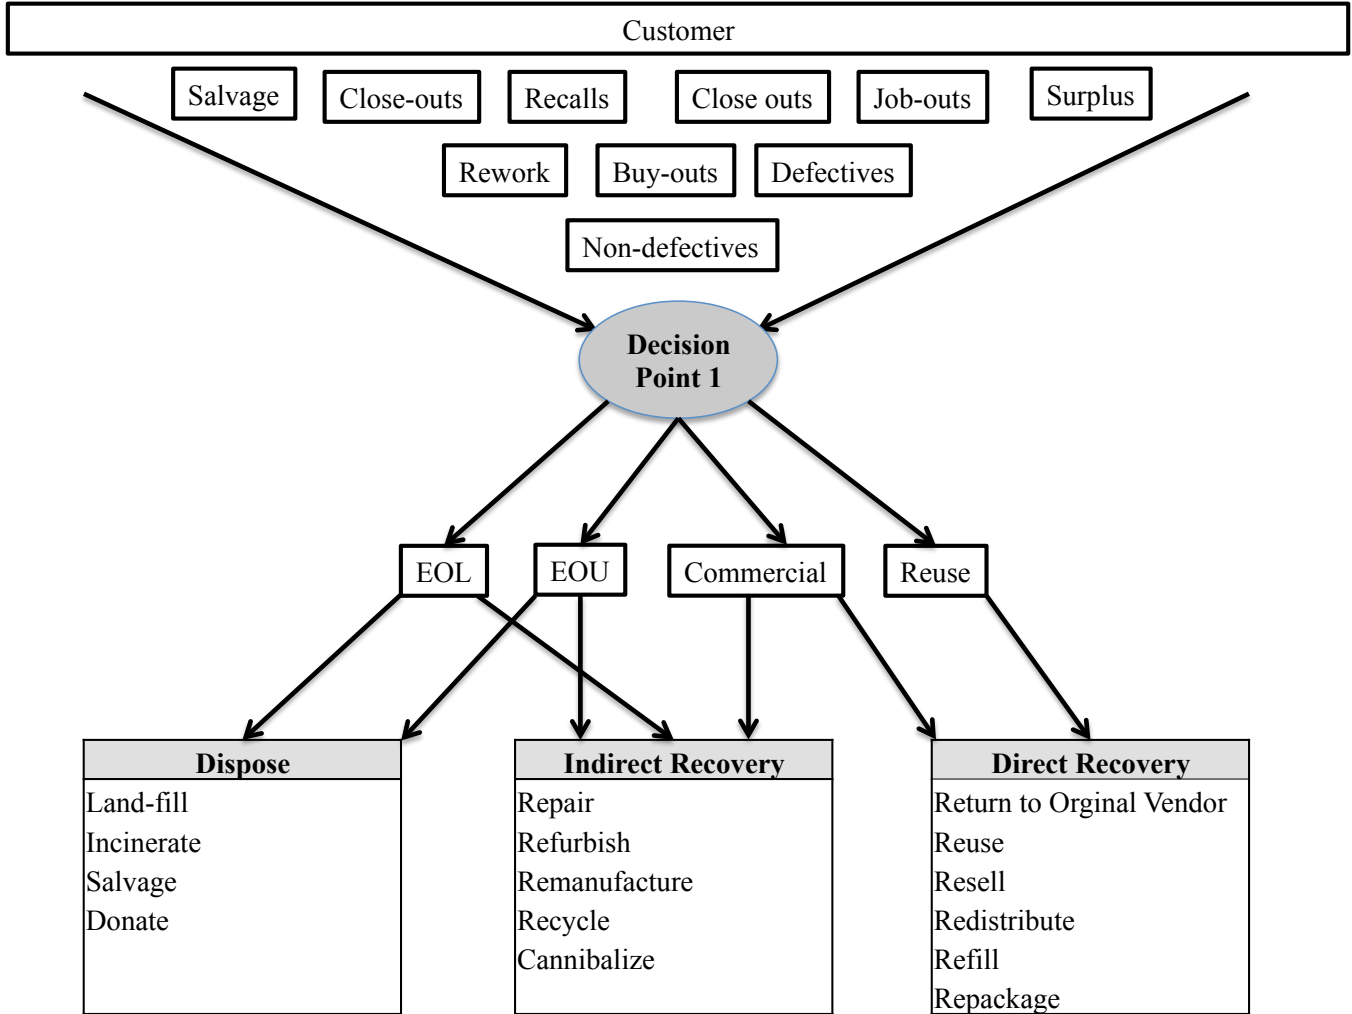 Customer
Salvage
Close-outs
Recalls
Close outs
Job-outs
Surplus
Rework
Buy-outs
Defectives
Non-defectives
Decision
Point 1
EOL
EOU
Commercial
Reuse
Dispose
Land-fill
Incinerate
Salvage
Donate
Indirect Recovery
Repair
Refurbish
Remanufacture
Recycle
Cannibalize
Direct Recovery
Return to Orginal Vendor
Reuse
Resell
Redistribute
Refill
Repackage